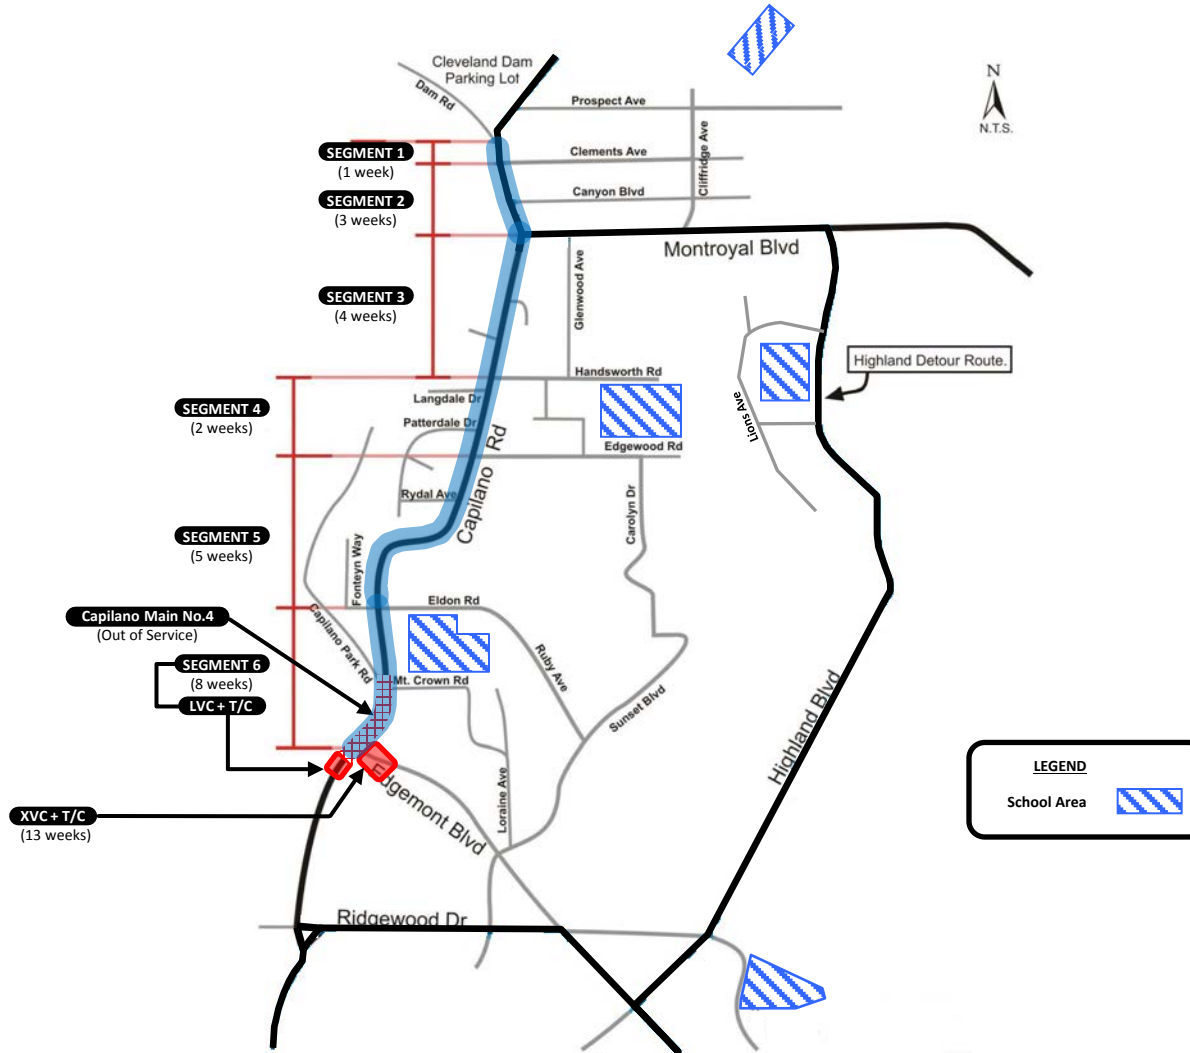 Cleveland Dam
Parking Lot
Dam Rd
Prospect Ave
N
N.T.S.
SEGMENT 1
(1 week)
Clements Ave
Cliffridge Ave
SEGMENT 2
(3 weeks)
Canyon Blvd
Montroyal Blvd
SEGMENT 3
(4 weeks)
Glenwood Ave
Highland Detour Route.
Handsworth Rd
Langdale Dr
SEGMENT 4
(2 weeks)
Patterdale Dr
Lions Ave
Capilano Rd
Edgewood Rd
Rydal Ave
Carolyn Dr
SEGMENT 5
(5 weeks)
Fonteyn Way
Eldon Rd
Capilano Main No.4
(Out of Service)
Capilano Park Rd
Ruby Ave
SEGMENT 6
(8 weeks)
Mt. Crown Rd
LVC + T/C
Sunset Blvd
Highland Blvd
Edgemont Blvd
Loraine Ave
XVC + T/C
(13 weeks)
LEGEND
School Area
Ridgewood Dr